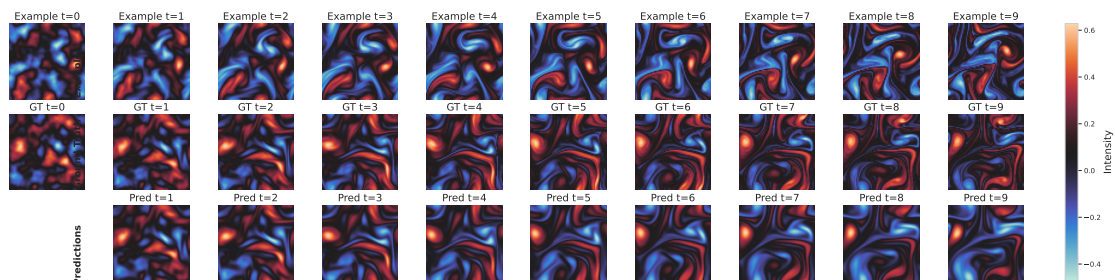 Example t=0 Example t=1 Example t=2 Example t=3 Example t=4 Example t=5 Example t=6 Example t=7 Example t=8 Example t=9
GT t=0 GT t=1 GT t=2 GT t=3 GT t=4 GT t=5 GT t=6 GT t=7 GT t=8 GT t=9
Pred t=1 Pred t=2 Pred t=3 Pred t=4 Pred t=5 Pred t=6 Pred t=7 Pred t=8 Pred t=9
redictions
0.6
0.4
0.2
0.0
−0.2
−0.4
Intensity